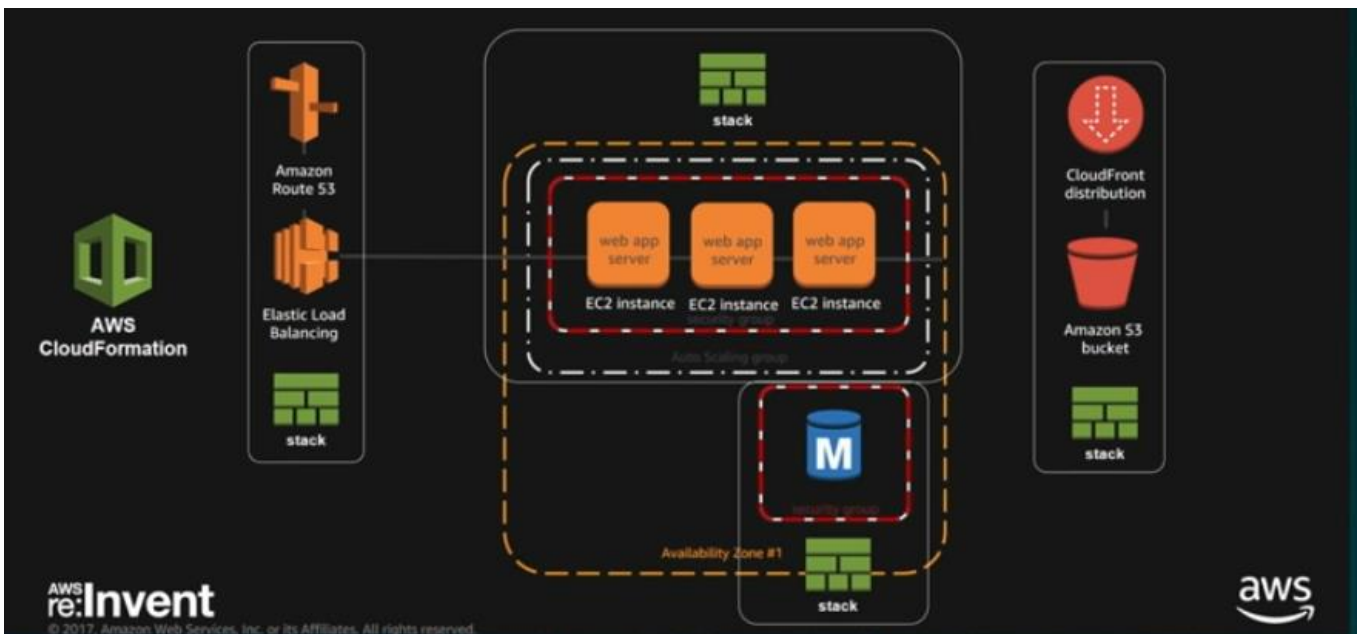 AWS
CloudFormation
Amazon
Route 53
Elastic Load
Balancing
stack
stack
web app
server
EC2 instance
web app
server
EC2 instance
web app
server
EC2 instance
security group
Auto Scaling group
M
security group
Availability Zone #1
stack
CloudFront
distribution
Amazon S3
bucket
stack
AWS
re:Invent
© 2017, Amazon Web Services, Inc. or its Affiliates. All rights reserved.
aws